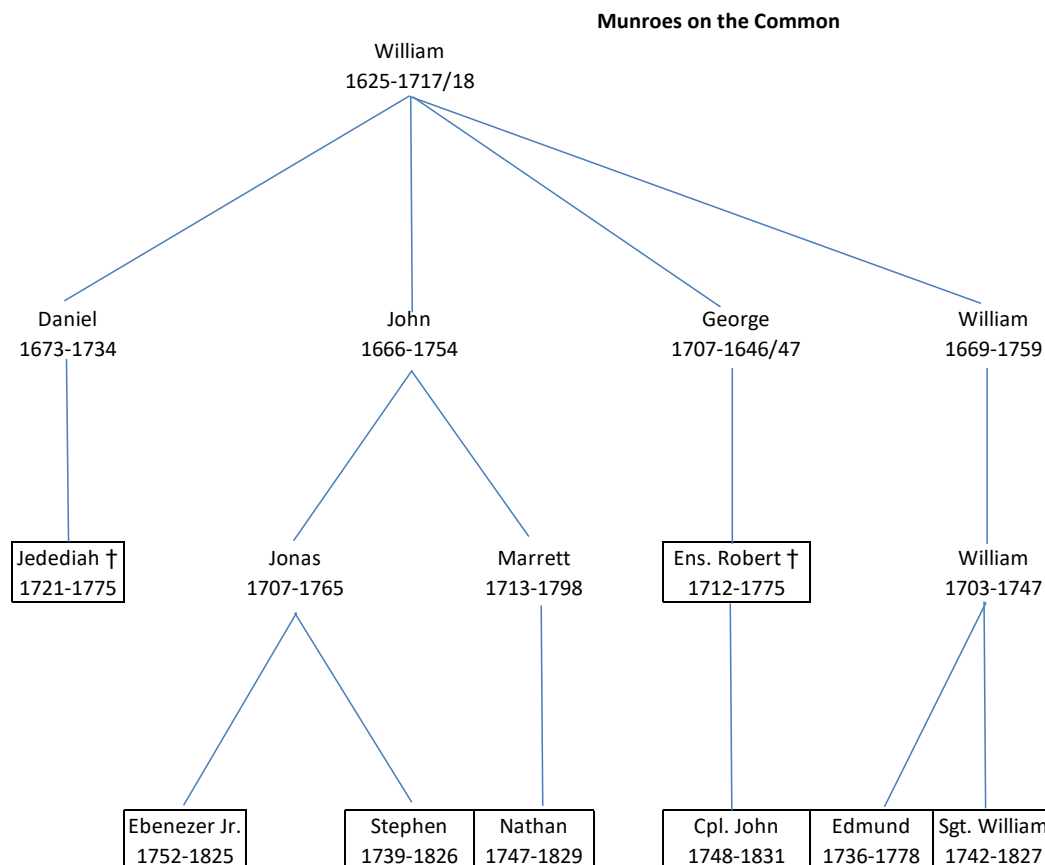 Munroes on the Common
William
1625-1717/18
Daniel John George William
1673-1734 1666-1754 1707-1646/47 1669-1759
Jedediah † Jonas Marrett Ens. Robert † William
1721-1775 1707-1765 1713-1798 1712-1775 1703-1747
Ebenezer Jr. Stephen Nathan Cpl. John Edmund Sgt. William
1752-1825 1739-1826 1747-1829 1748-1831 1736-1778 1742-1827